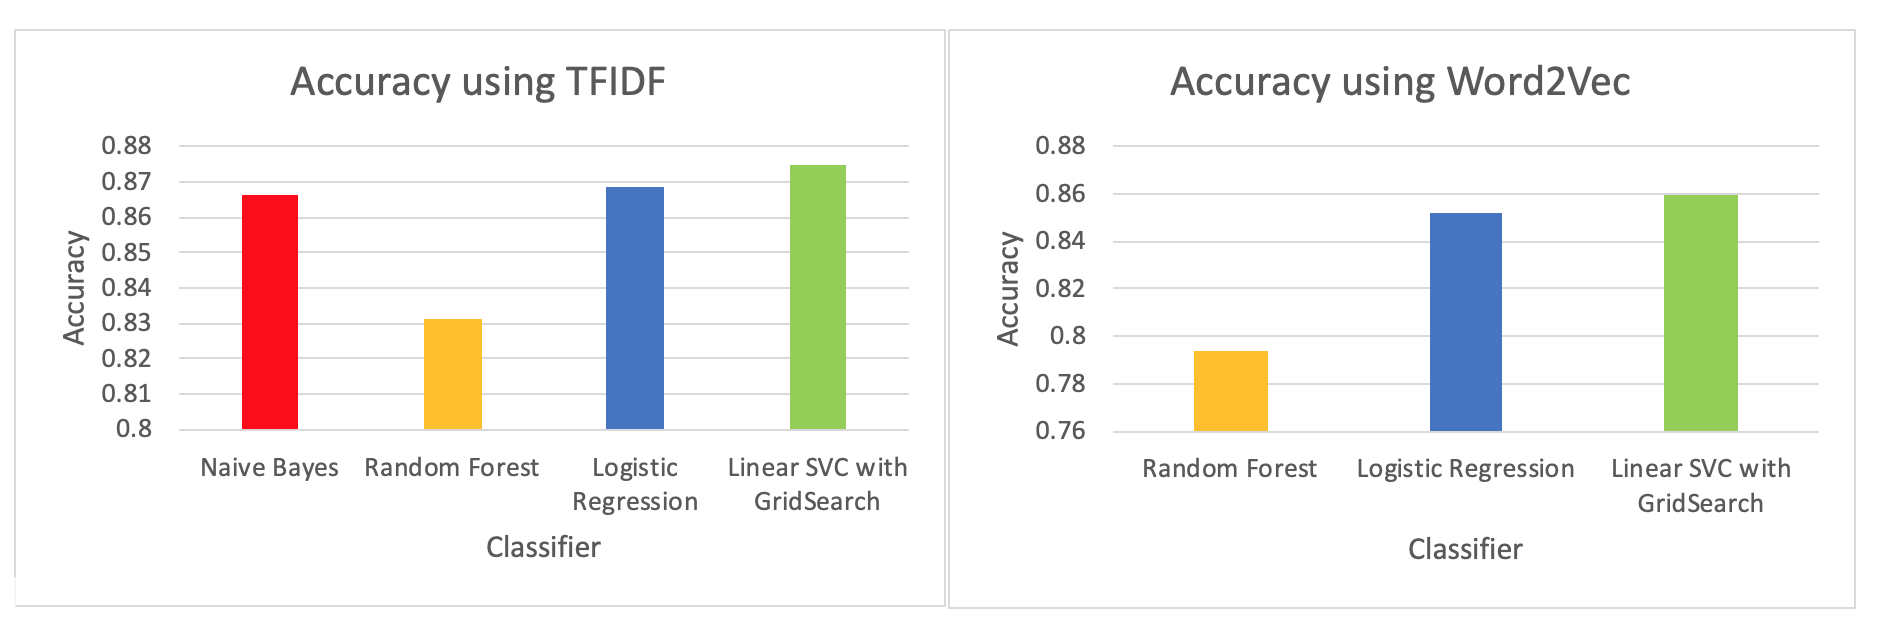 Accuracy using TFIDF
Accuracy
0.88
0.87
0.86
0.85
0.84
0.83
0.82
0.81
0.8
Naive Bayes
Random Forest
Logistic
Regression
Linear SVC with
GridSearch
Classifier
Accuracy using Word2Vec
Accuracy
0.88
0.86
0.84
0.82
0.8
0.78
0.76
Random Forest
Logistic Regression
Linear SVC with
GridSearch
Classifier